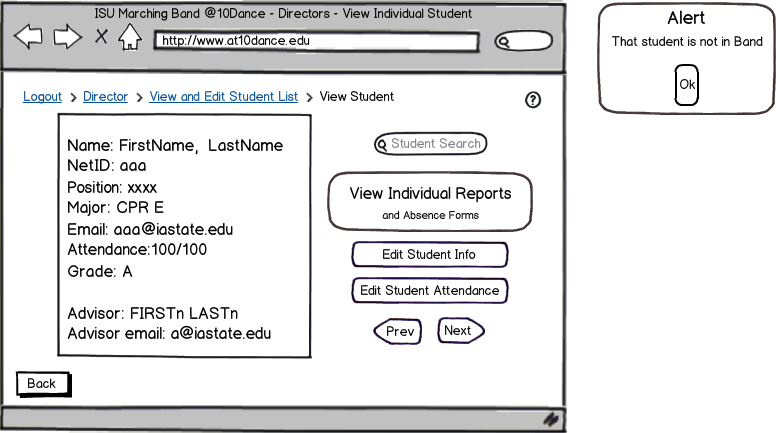 ISU Marching Band @10Dance - Directors - View Individual Student
http://www.at10dance.edu
Logout > Director > View and Edit Student List > View Student
?
Name: FirstName, LastName
NetID: aaa
Position: xxxx
Major: CPR E
Email: aaa@iastate.edu
Attendance:100/100
Grade: A
Advisor: FIRSTn LASTn
Advisor email: a@iastate.edu
Student Search
View Individual Reports
and Absence Forms
Edit Student Info
Edit Student Attendance
Prev Next
Back
Alert
That student is not in Band
Ok